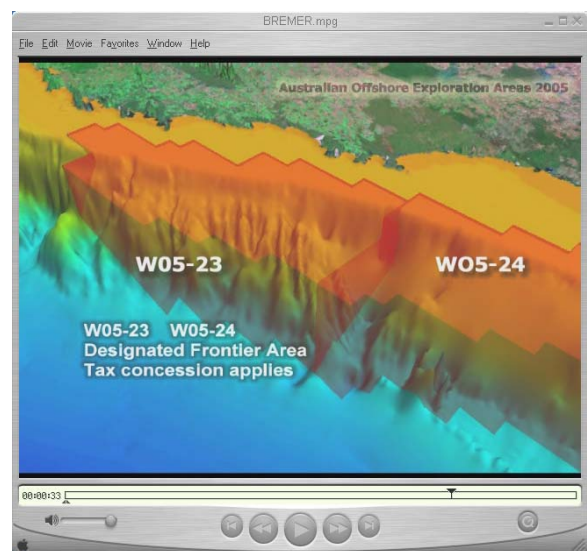 BREMER.mpg
File Edit Movie Favorites Window Help
Australian Offshore Exploration Areas 2005
W05-23
WO5-24
W05-23 W05-24
Designated Frontier Area
Tax concession applies
00:00:33